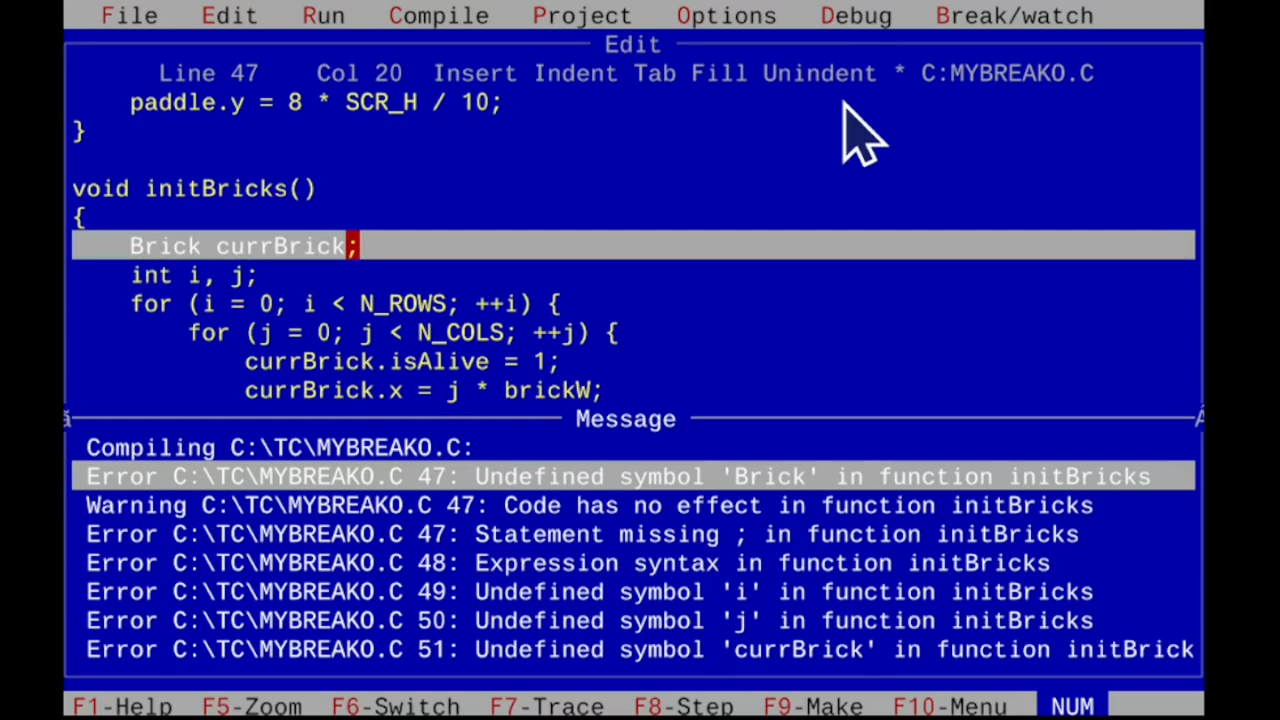 File Edit Run Compile Project Options Debug Break/watch
Edit
Line 47 Col 20 Insert Indent Tab Fill Unindent * C:MYBREAKO.C
paddle.y = 8 * SCR_H / 10;
}
void initBricks()
{
Brick currBrick;
int i, j;
for (i = 0; i < N_ROWS; ++i) {
for (j = 0; j < N_COLS; ++j) {
currBrick.isAlive = 1;
currBrick.x = j * brickW;
Message
Compiling C:\TC\MYBREAKO.C:
Error C:\TC\MYBREAKO.C 47: Undefined symbol 'Brick' in function initBricks
Warning C:\TC\MYBREAKO.C 47: Code has no effect in function initBricks
Error C:\TC\MYBREAKO.C 47: Statement missing ; in function initBricks
Error C:\TC\MYBREAKO.C 48: Expression syntax in function initBricks
Error C:\TC\MYBREAKO.C 49: Undefined symbol 'i' in function initBricks
Error C:\TC\MYBREAKO.C 50: Undefined symbol 'j' in function initBricks
Error C:\TC\MYBREAKO.C 51: Undefined symbol 'currBrick' in function initBrick
F1-Help F5-Zoom F6-Switch F7-Trace F8-Step F9-Make F10-Menu NUM